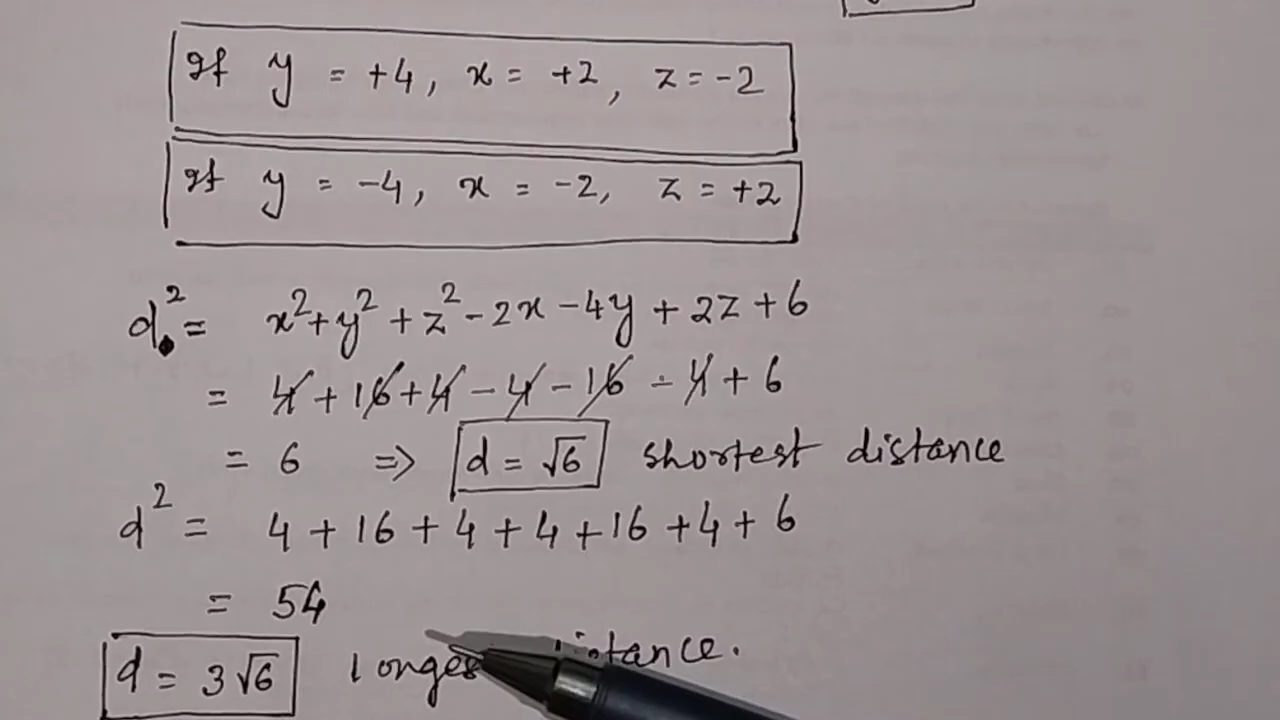 If y = +4, x = +2, z = -2
If y = -4, x = -2, z = +2
d² = x² + y² + z² - 2x - 4y + 2z + 6
= 4 + 16 + 4 - 4 - 16 - 4 + 6
= 6 => d = √6 shortest distance
d² = 4 + 16 + 4 + 4 + 16 + 4 + 6
= 54
d = 3√6